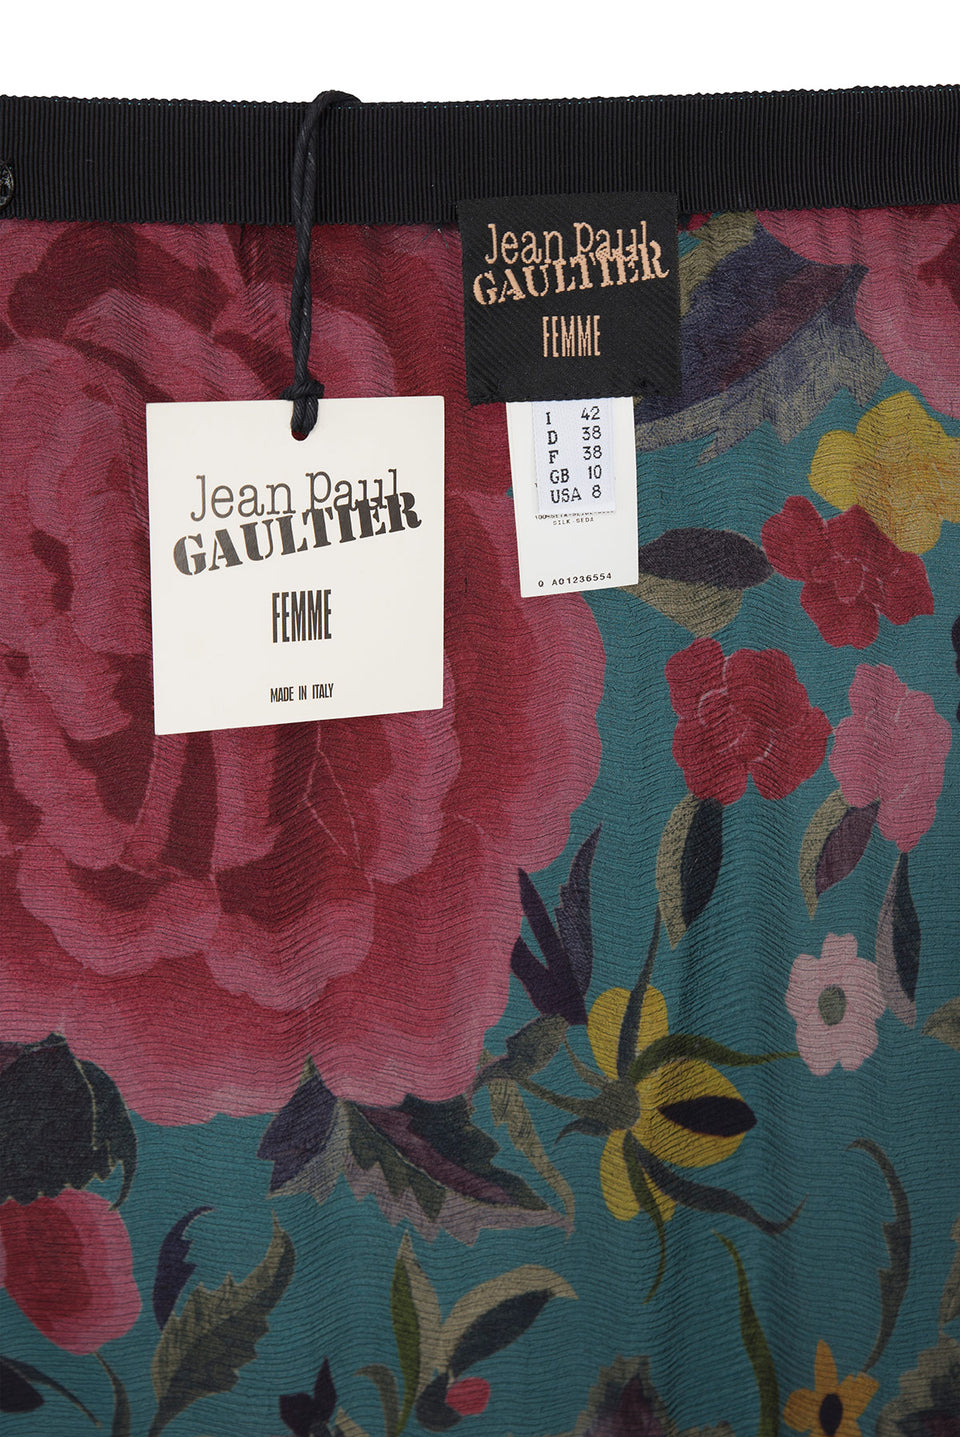 Jean Paul
GAULTIER
FEMME
I 42
D 38
F 38
GB 10
USA 8
SILK-SEDA
Q A01236554
Jean Paul
GAULTIER
FEMME
MADE IN ITALY